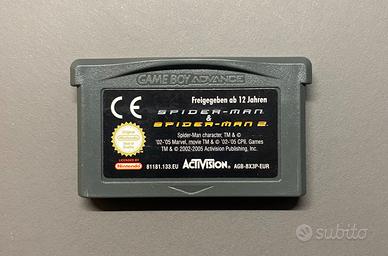 GAME BOY ADVANCE
CE
Freigegeben ab 12 Jahren
SPIDER-MAN
&
SPIDER-MAN 2
Spider-Man character, TM & ©
'02-'05 Marvel, movie TM & © '02-'05 CPII, Games
TM & © 2002-2005 Activision Publishing, Inc.
Original
Nintendo
LICENSED BY
Nintendo
81181.133.EU
ACTIVISION
AGB-BX3P-EUR
subito